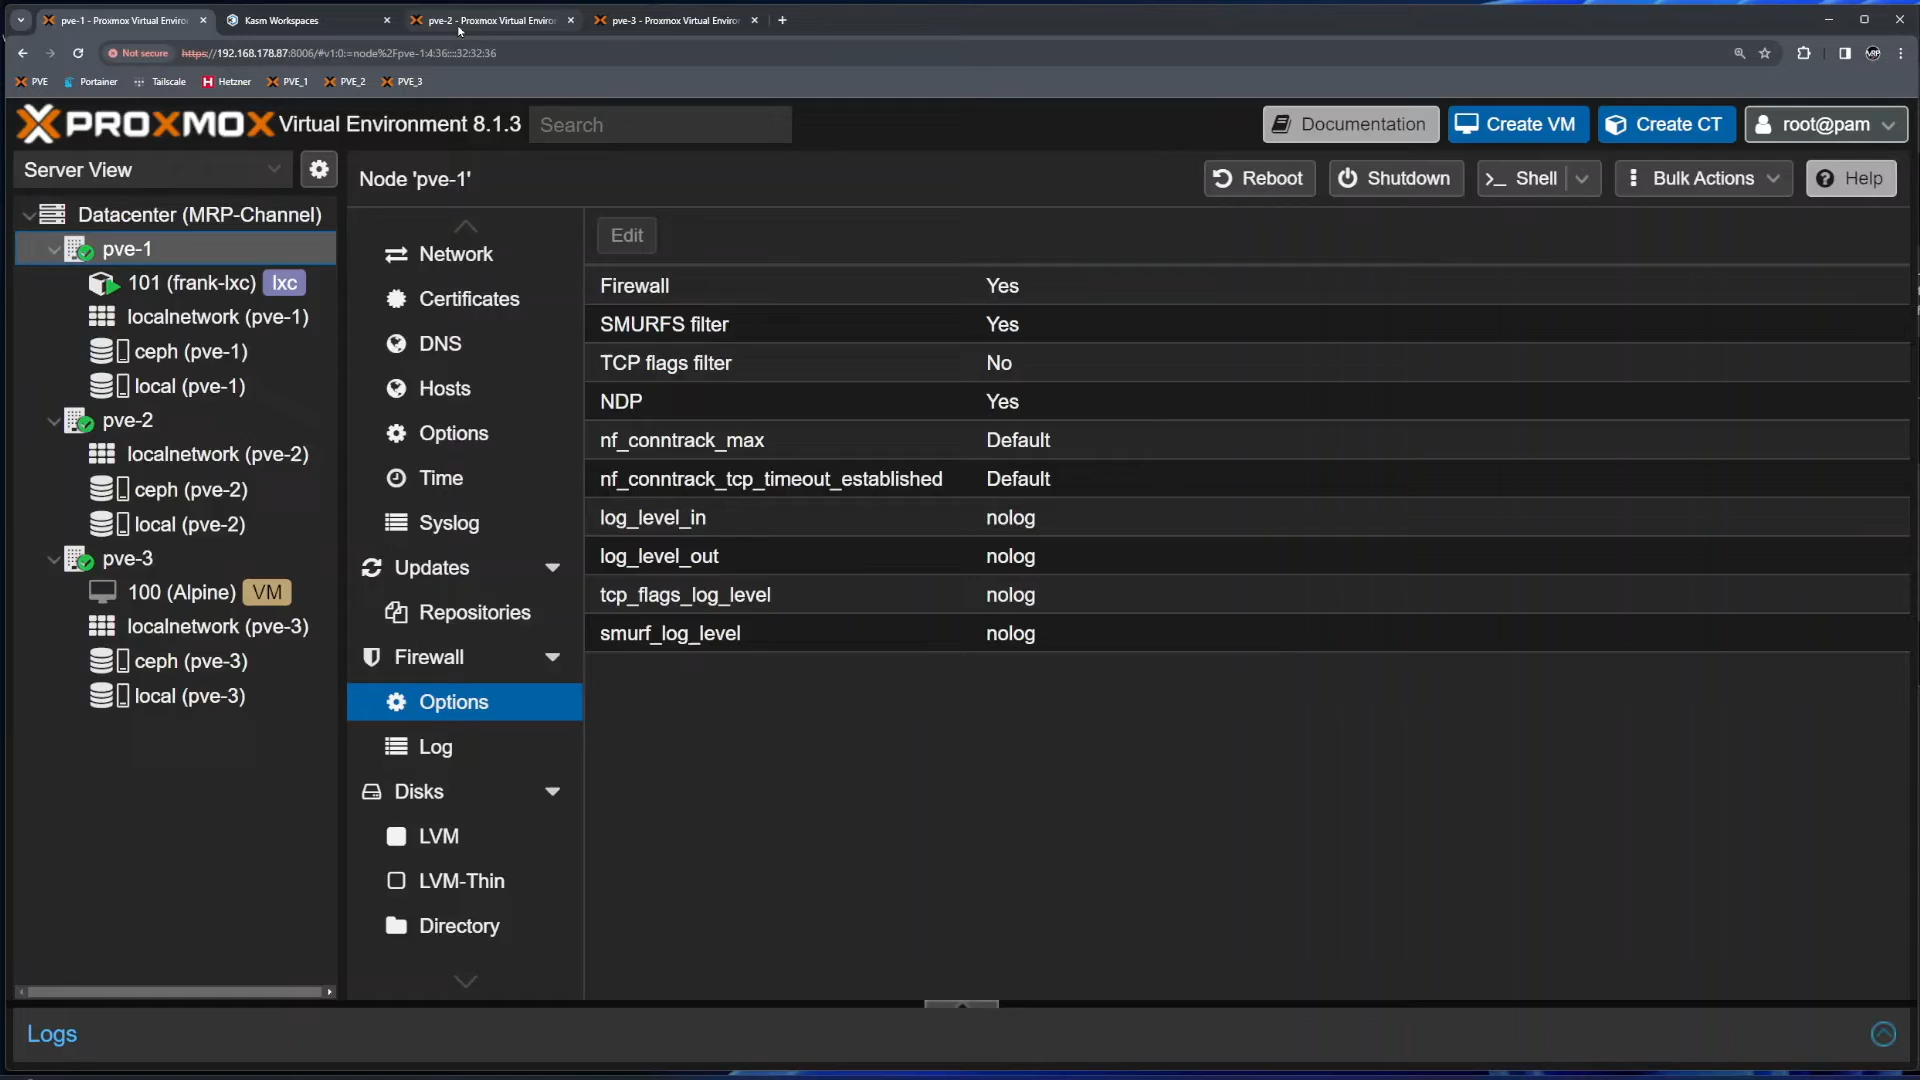 pve-1 - Proxmox Virtual Enviror
Kasm Workspaces
pve-2 - Proxmox Virtual Enviror
pve-3 - Proxmox Virtual Enviror
Not secure
https://192.168.178.87:8006/#v1:0:=node%2Fpve-1:4:36::::32:32:36
PVE
Portainer
Tailscale
Hetzner
PVE_1
PVE_2
PVE_3
PROXMOX Virtual Environment 8.1.3
Search
Documentation
Create VM
Create CT
root@pam
Server View
Node 'pve-1'
Reboot
Shutdown
>_ Shell
Bulk Actions
Help
Datacenter (MRP-Channel)
pve-1
101 (frank-lxc) lxc
localnetwork (pve-1)
ceph (pve-1)
local (pve-1)
pve-2
localnetwork (pve-2)
ceph (pve-2)
local (pve-2)
pve-3
100 (Alpine) VM
localnetwork (pve-3)
ceph (pve-3)
local (pve-3)
Network
Certificates
DNS
Hosts
Options
Time
Syslog
Updates
Repositories
Firewall
Options
Log
Disks
LVM
LVM-Thin
Directory
Edit
Firewall Yes
SMURFS filter Yes
TCP flags filter No
NDP Yes
nf_conntrack_max Default
nf_conntrack_tcp_timeout_established Default
log_level_in nolog
log_level_out nolog
tcp_flags_log_level nolog
smurf_log_level nolog
Logs